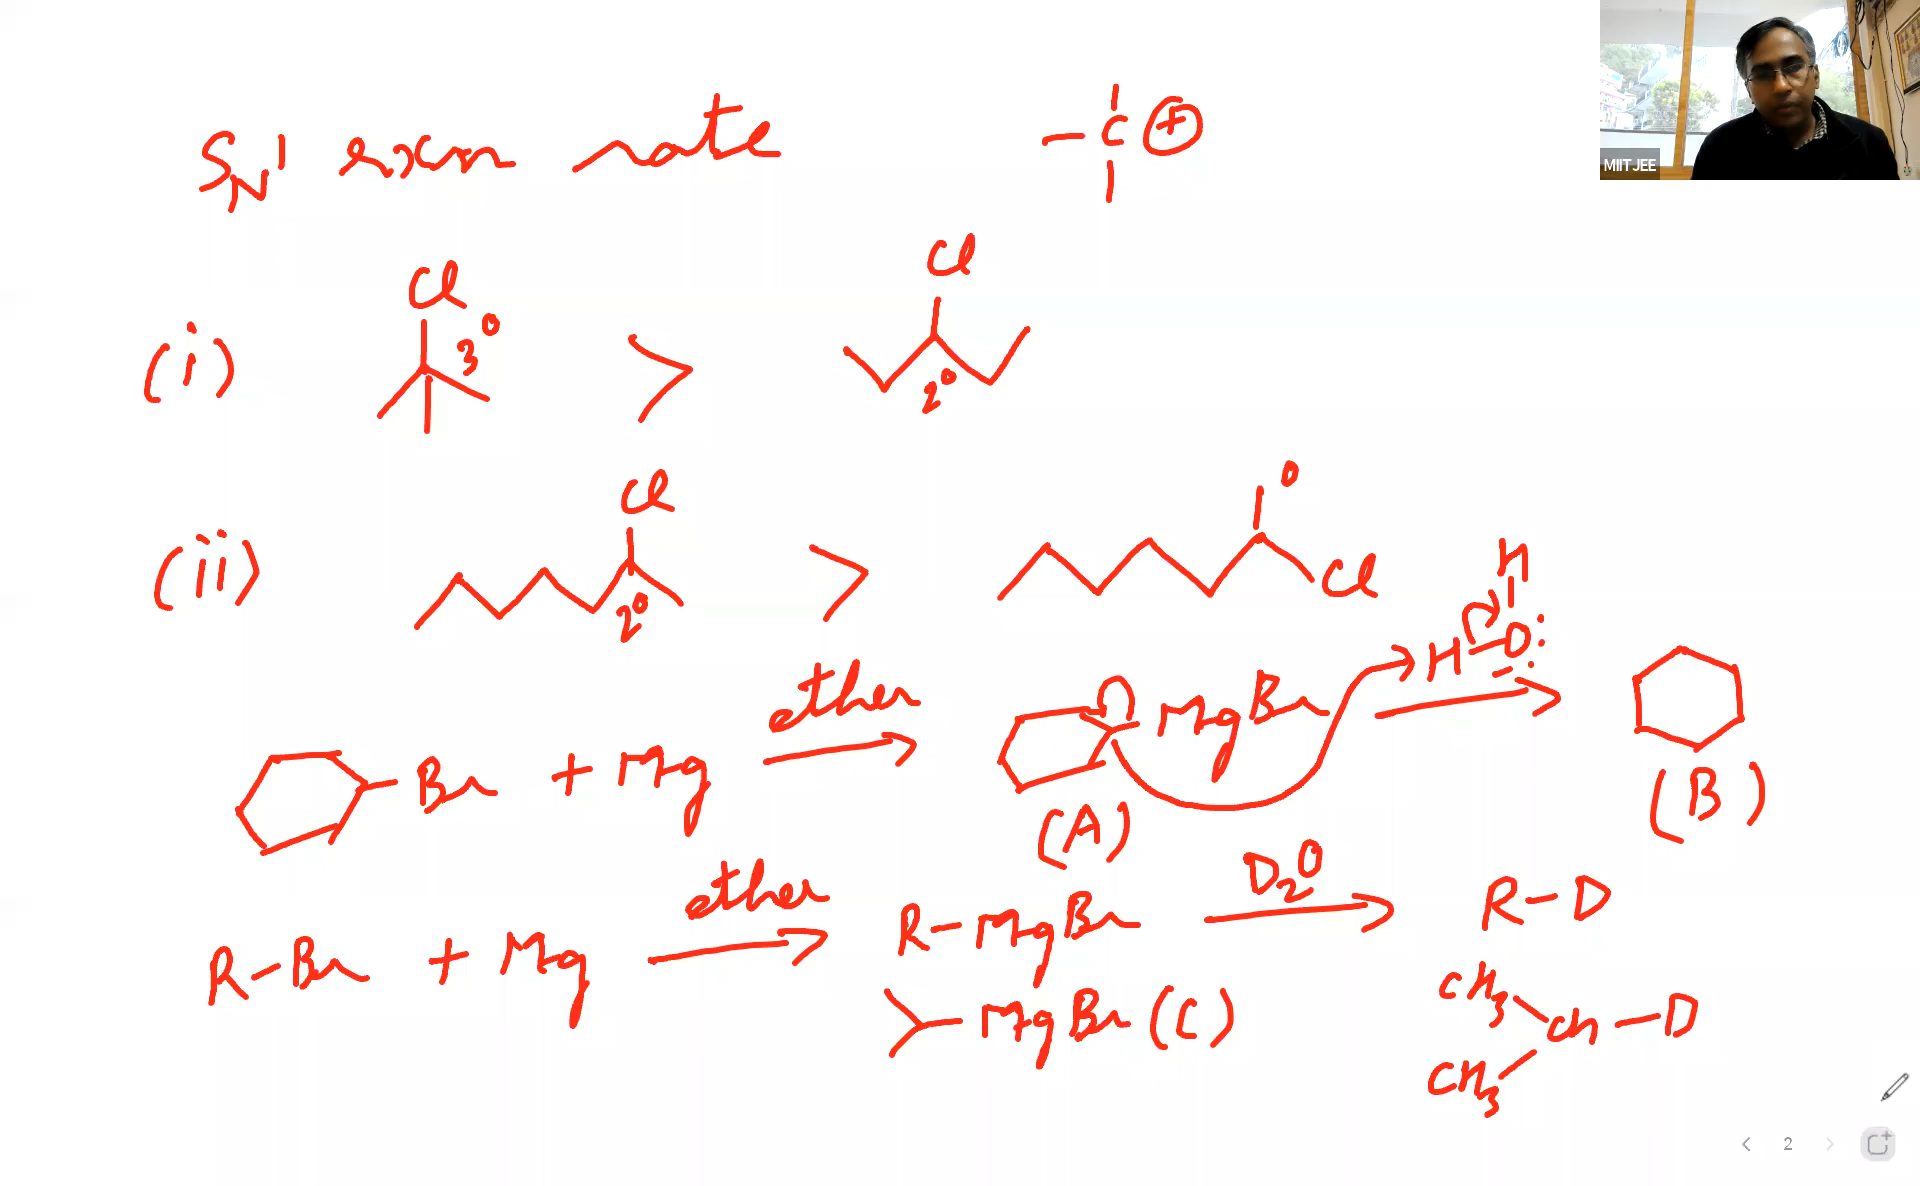 MIIT JEE
SN1 rxn rate -C⊕
Cl Cl
(i) 3° > 2°
Cl 1°
(ii) 2° > Cl
H
H-O:
Br + Mg ether MgBr
(A) (B)
R-Br + Mg ether R-MgBr D2O R-D
MgBr (C) CH3 CH-D
CH3
2